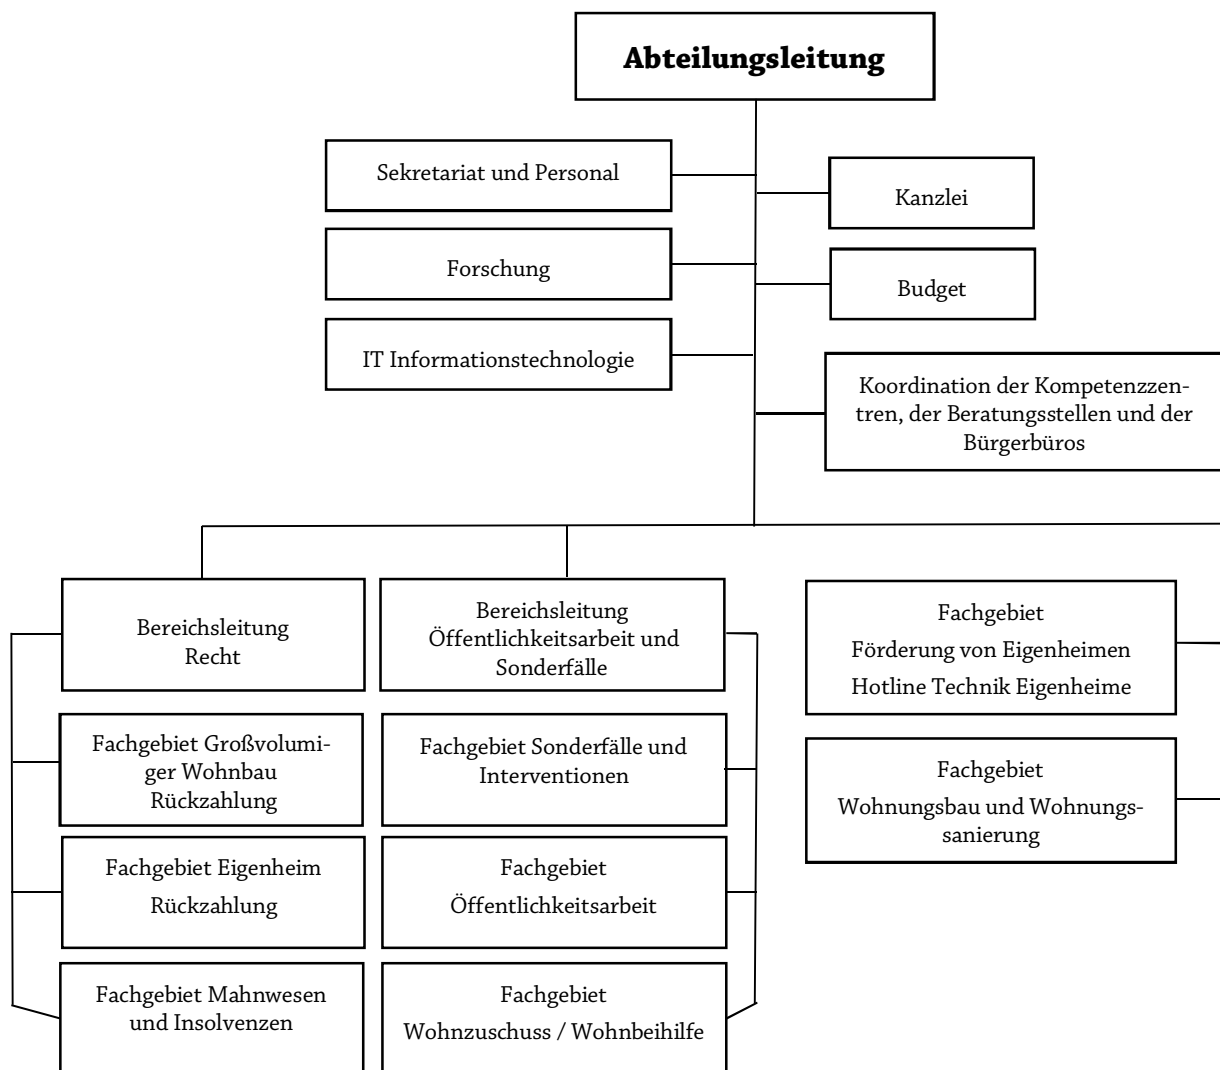 Abteilungsleitung
Sekretariat und Personal
Kanzlei
Forschung
Budget
IT Informationstechnologie
Koordination der Kompetenzzen-
tren, der Beratungsstellen und der
Bürgerbüros
Bereichsleitung
Recht
Bereichsleitung
Öffentlichkeitsarbeit und
Sonderfälle
Fachgebiet
Förderung von Eigenheimen
Hotline Technik Eigenheime
Fachgebiet Großvolumi-
ger Wohnbau
Rückzahlung
Fachgebiet Sonderfälle und
Interventionen
Fachgebiet
Wohnungsbau und Wohnungs-
sanierung
Fachgebiet Eigenheim
Rückzahlung
Fachgebiet
Öffentlichkeitsarbeit
Fachgebiet Mahnwesen
und Insolvenzen
Fachgebiet
Wohnzuschuss / Wohnbeihilfe